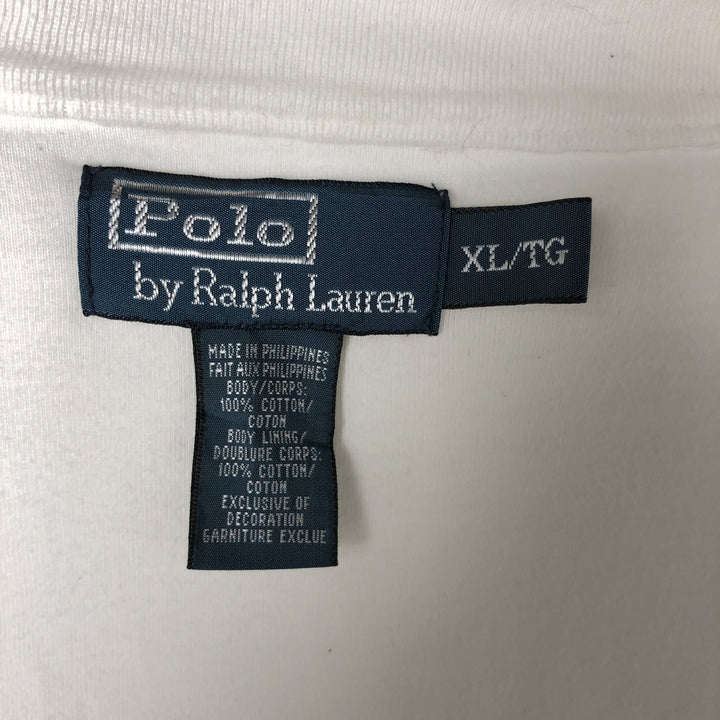 Polo
by Ralph Lauren
XL/TG
MADE IN PHILIPPINES
FAIT AUX PHILIPPINES
BODY/CORPS:
100% COTTON/
COTON
BODY LINING/
DOUBLURE CORPS:
100% COTTON/
COTON
EXCLUSIVE OF
DECORATION
GARNITURE EXCLUE